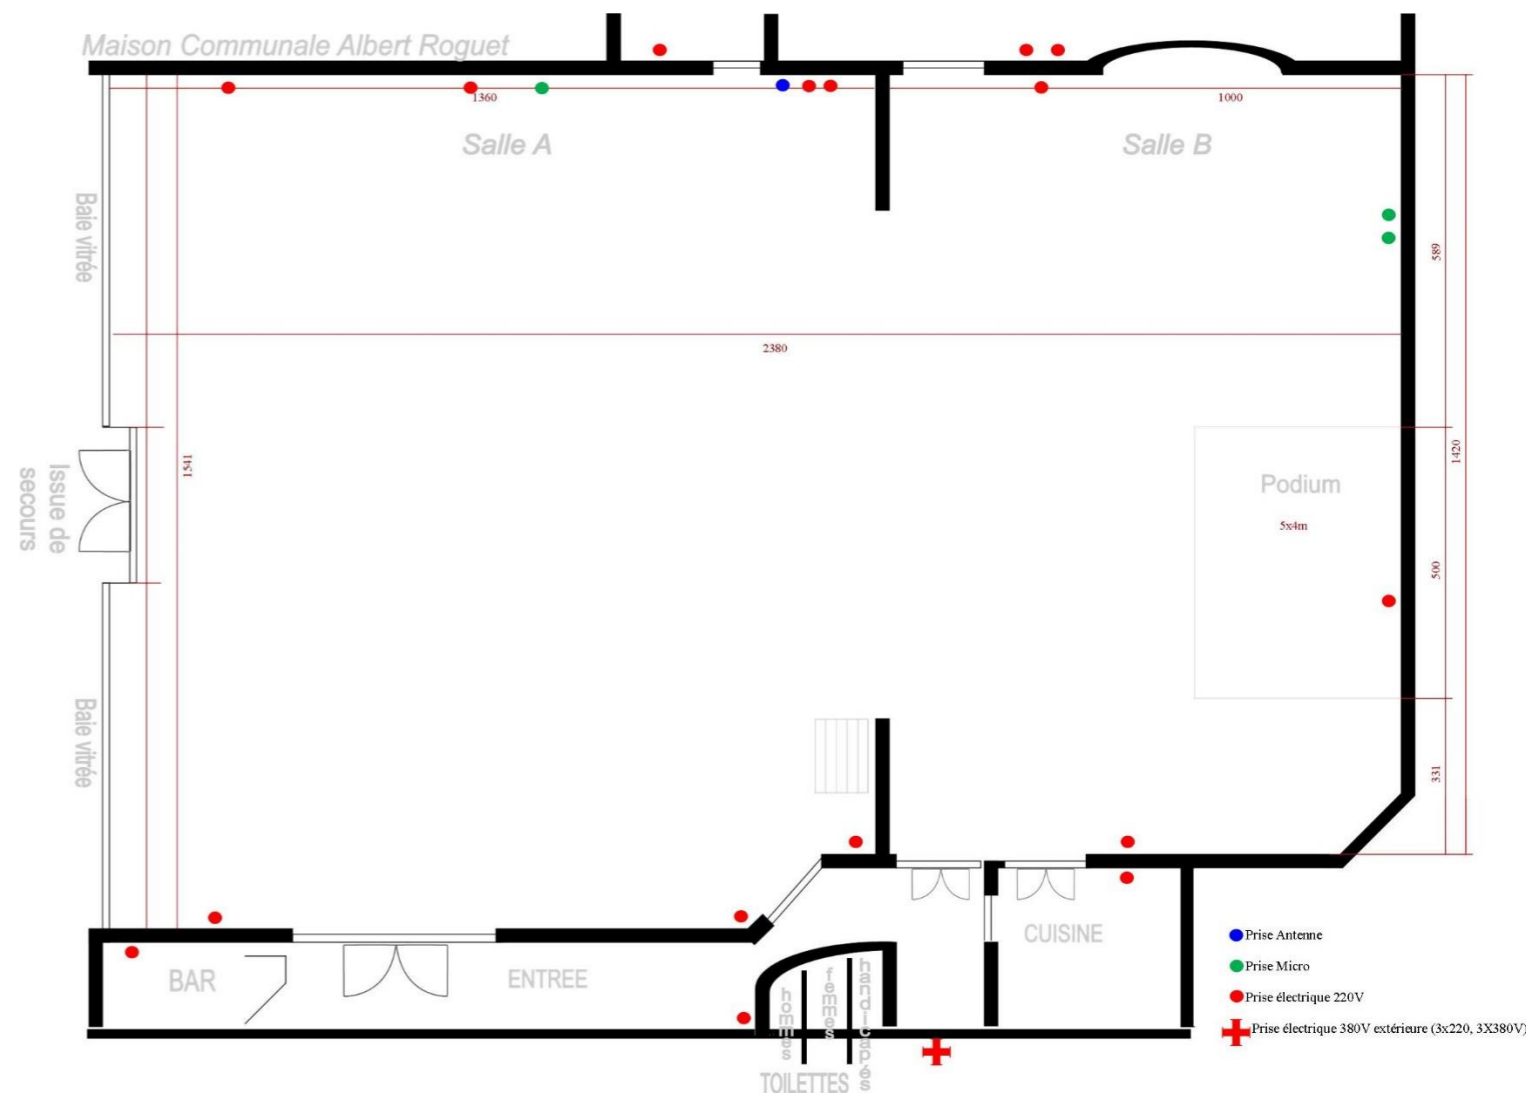 Maison Communale Albert Roguet
1360
1000
Salle A
Salle B
Baie vitrée
589
2380
1541
1420
Issue de
secours
Podium
5x4m
500
Baie vitrée
331
BAR
ENTREE
CUISINE
hommes
femmes
handicapés
TOILETTES
Prise Antenne
Prise Micro
Prise électrique 220V
Prise électrique 380V extérieure (3x220, 3X380V)